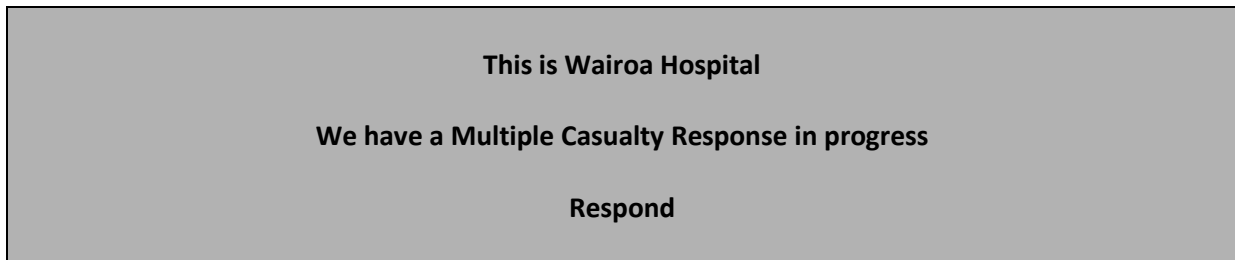 This is Wairoa Hospital
We have a Multiple Casualty Response in progress
Respond